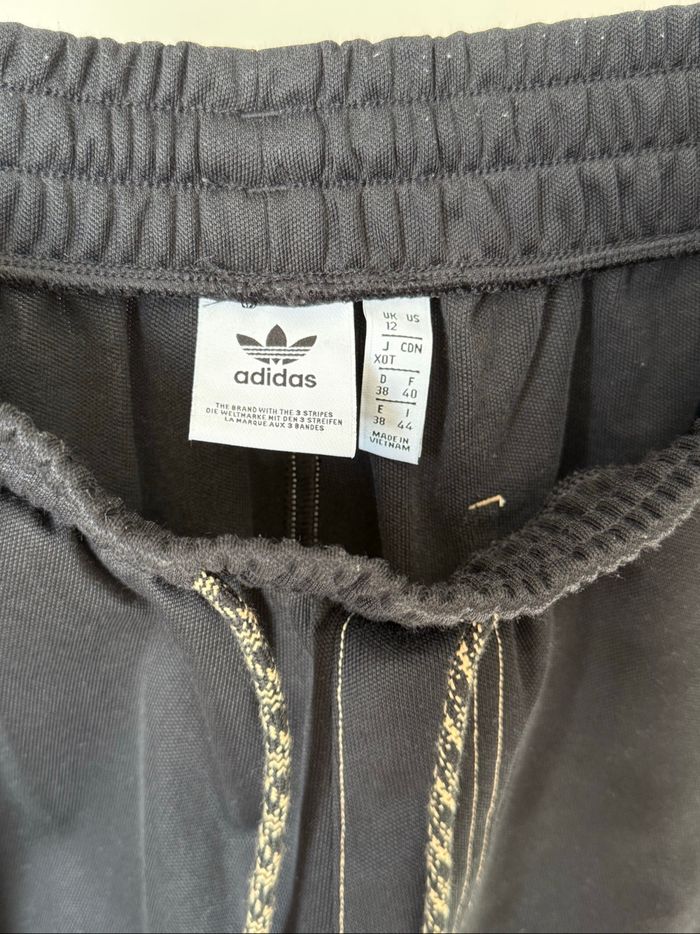 adidas
THE BRAND WITH THE 3 STRIPES
DIE WELTMARKE MIT DEN 3 STREIFEN
LA MARQUE AUX 3 BANDES
UK US
12
J CDN
XOT
D F
38 40
E I
38 44
MADE IN
VIETNAM